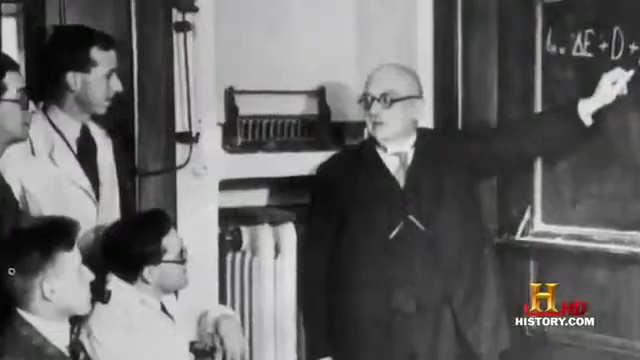 = ΔE + D +
H HD
HISTORY.COM